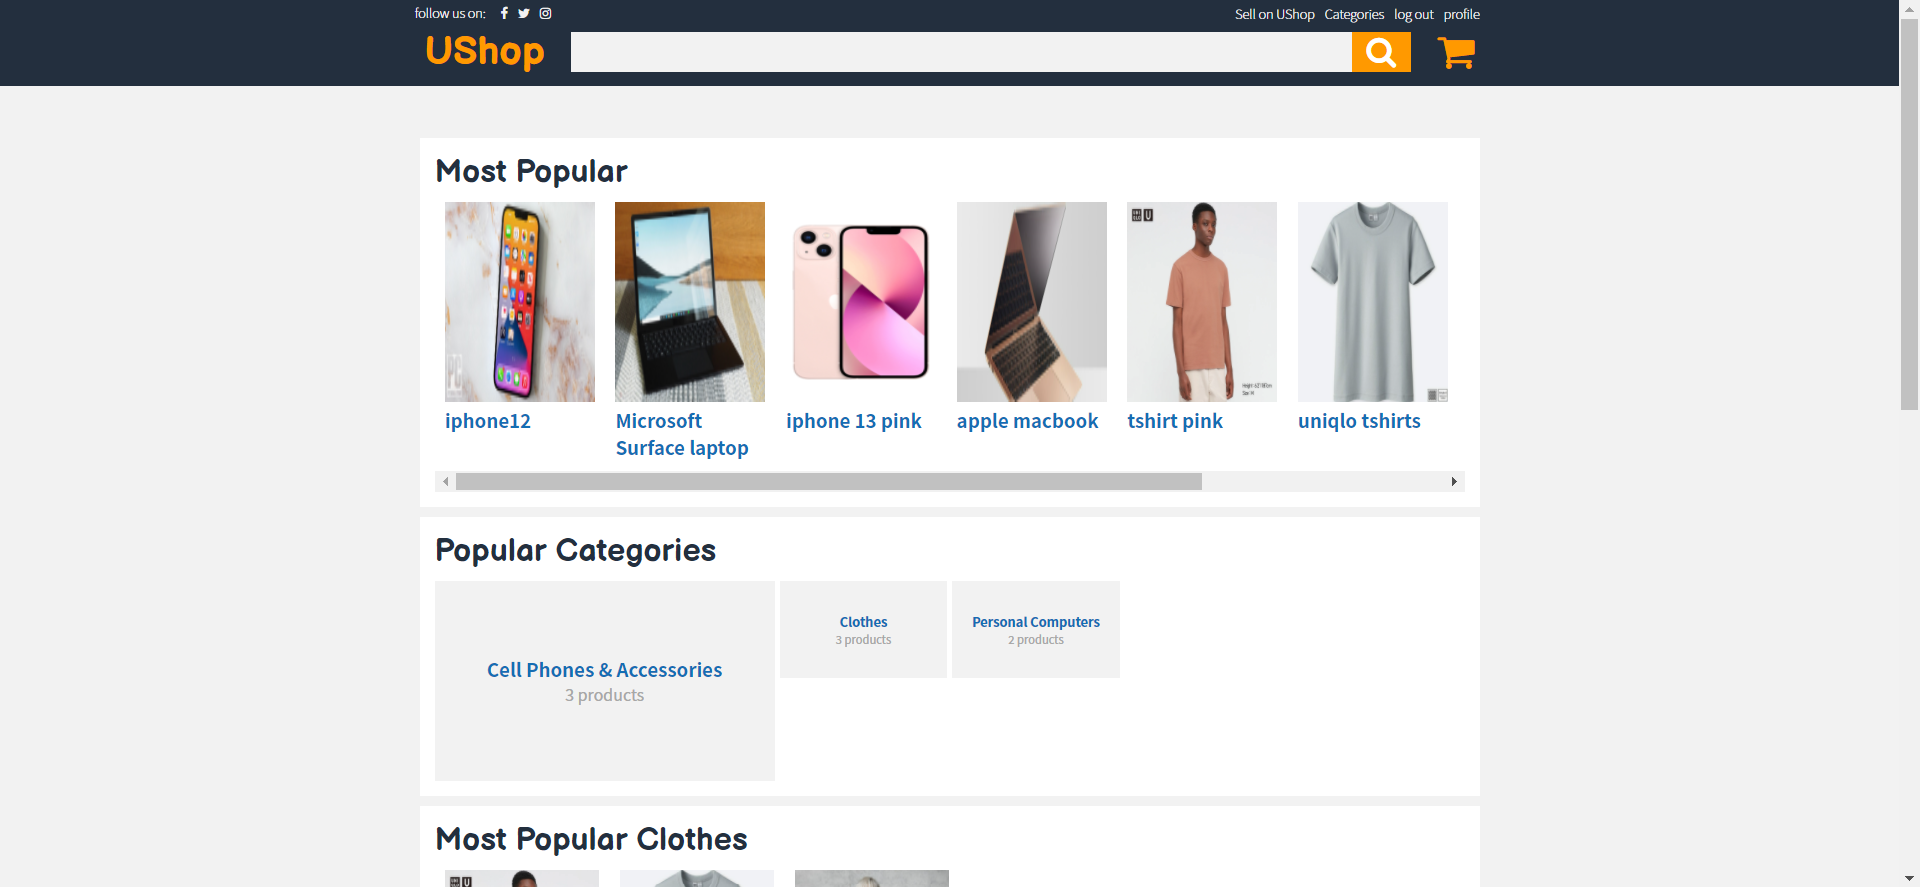 follow us on:
Sell on UShop Categories log out profile
UShop
Most Popular
iphone12
Microsoft
Surface laptop
iphone 13 pink
apple macbook
tshirt pink
uniqlo tshirts
Popular Categories
Cell Phones & Accessories
3 products
Clothes
3 products
Personal Computers
2 products
Most Popular Clothes